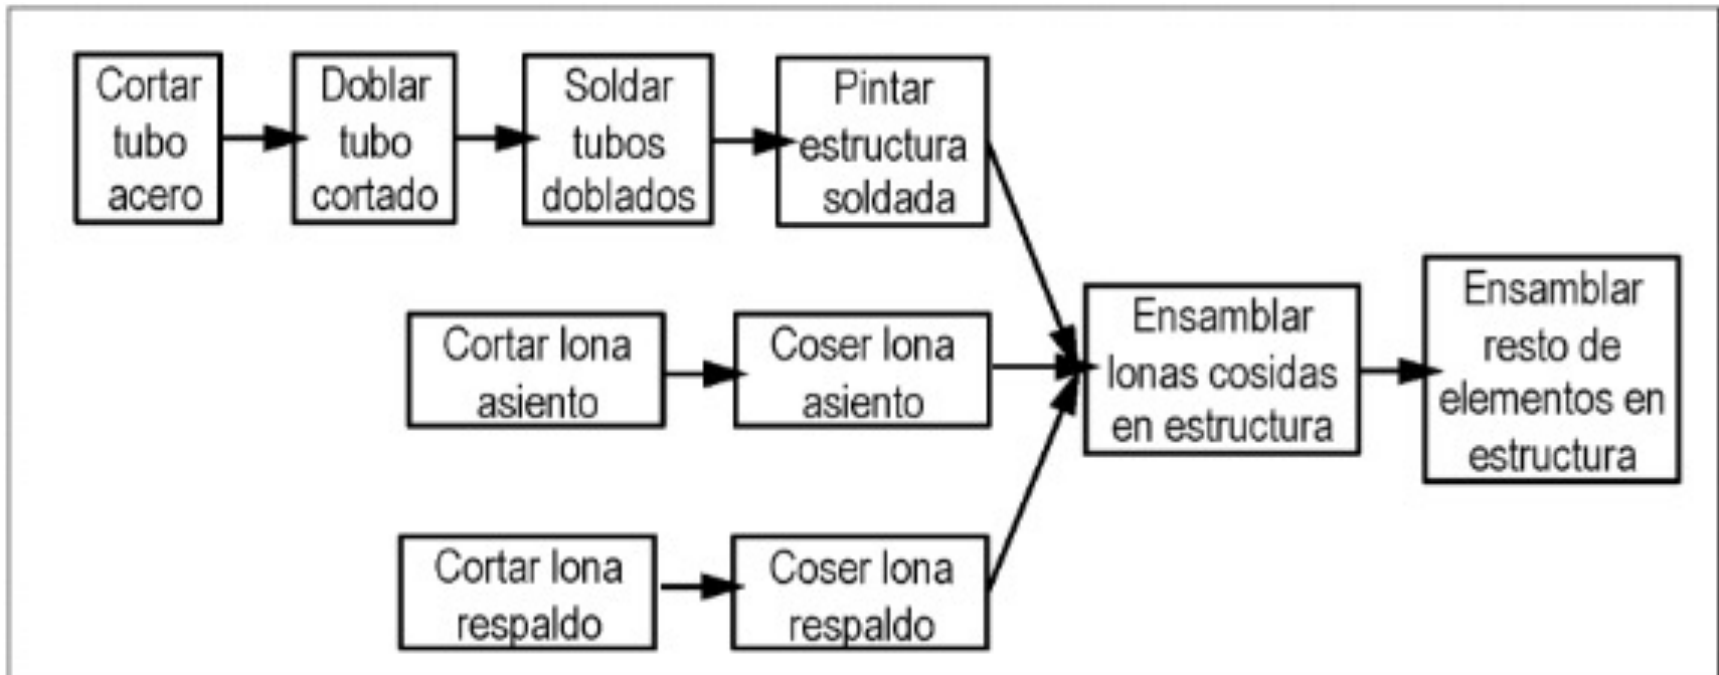 Cortar
tubo
acero
Doblar
tubo
cortado
Soldar
tubos
doblados
Pintar
estructura
soldada
Cortar lona
asiento
Coser lona
asiento
Ensamblar
lonas cosidas
en estructura
Ensamblar
resto de
elementos en
estructura
Cortar lona
respaldo
Coser lona
respaldo